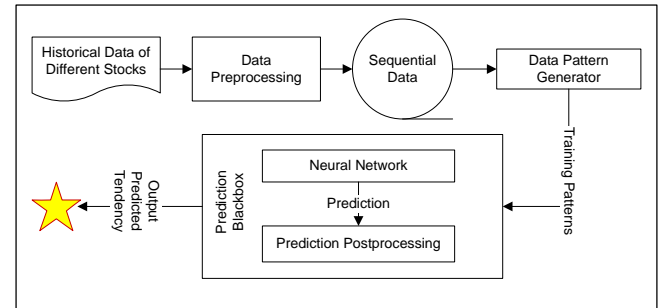 Historical Data of
Different Stocks
Data
Preprocessing
Sequential
Data
Data Pattern
Generator
Training Patterns
Neural Network
Prediction
Prediction Postprocessing
Prediction
Blackbox
Output
Predicted
Tendency